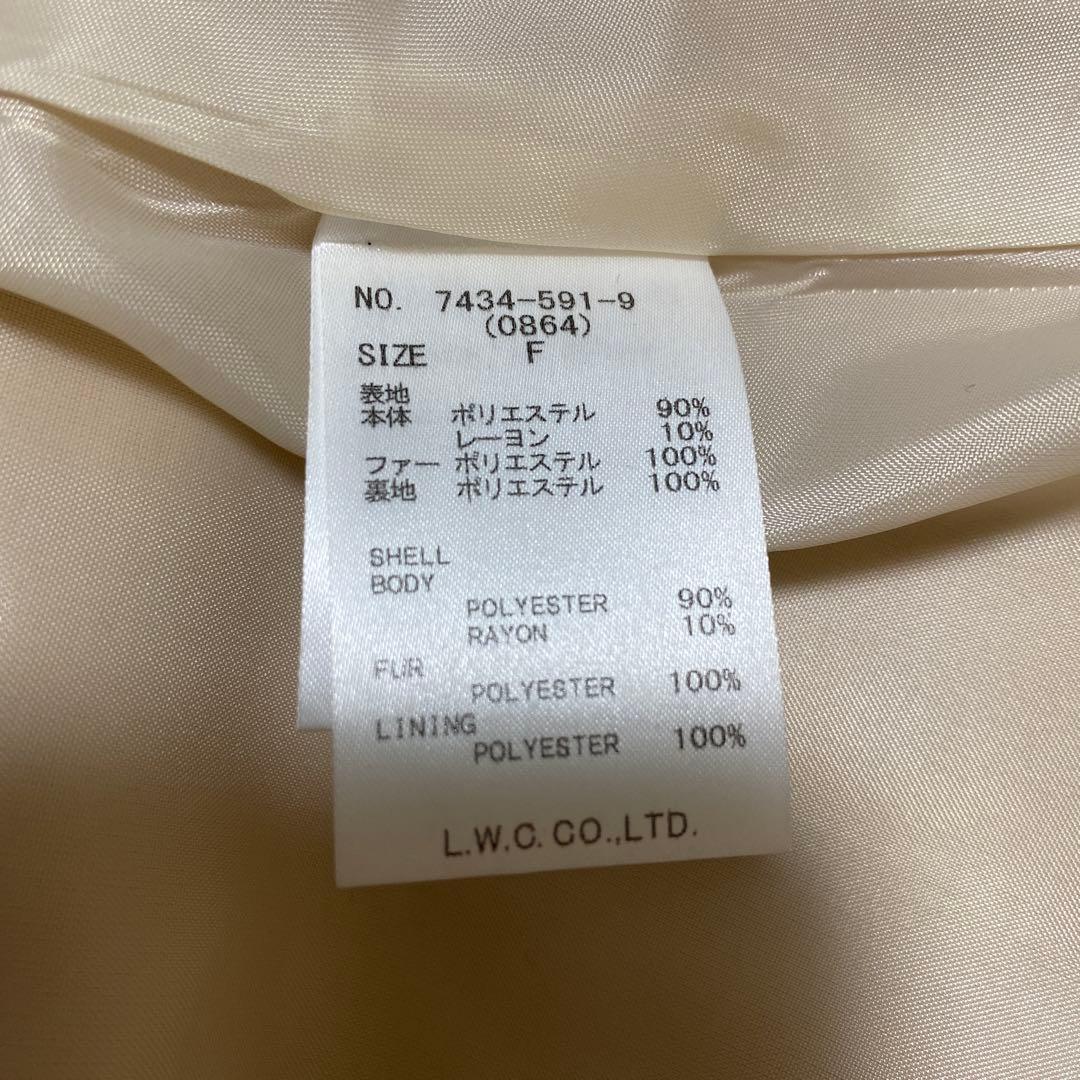 NO. 7434-591-9
(0864)
SIZE F
表地
本体 ポリエステル 90%
レーヨン 10%
ファー ポリエステル 100%
裏地 ポリエステル 100%
SHELL
BODY
POLYESTER 90%
RAYON 10%
FUR
POLYESTER 100%
LINING
POLYESTER 100%
L.W.C. CO.,LTD.